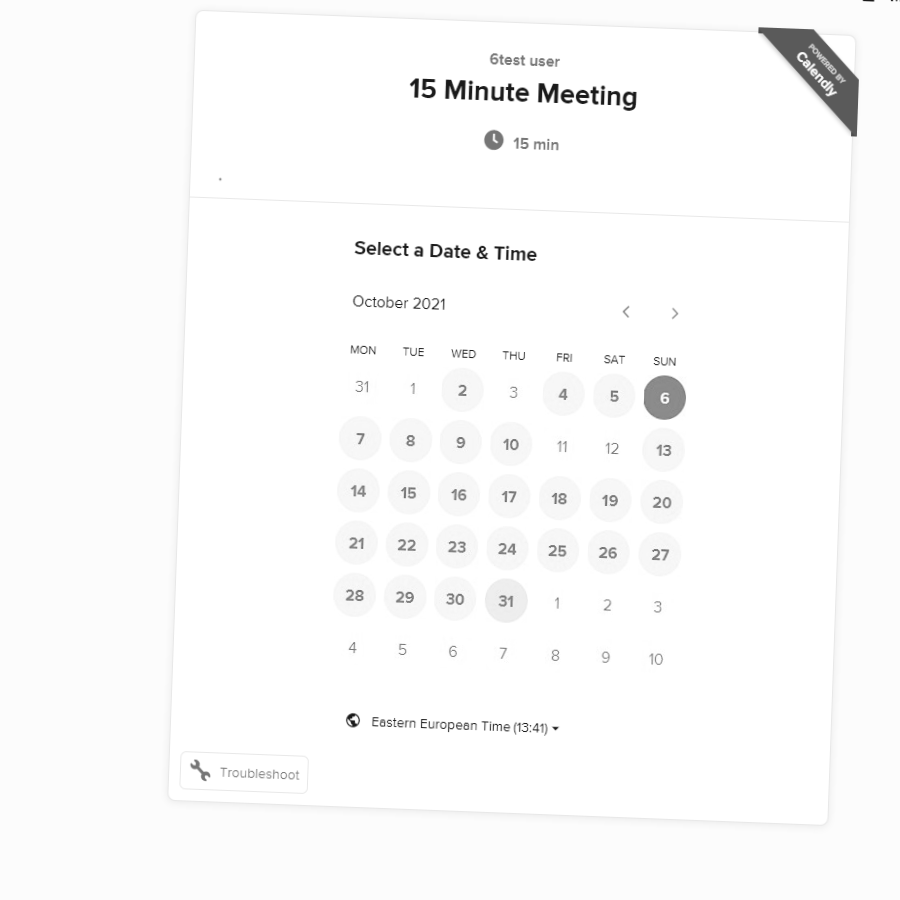 POWERED BY
Calendly
6test user
15 Minute Meeting
15 min
Select a Date & Time
October 2021
MON TUE WED THU FRI SAT SUN
31 1 2 3 4 5 6
7 8 9 10 11 12 13
14 15 16 17 18 19 20
21 22 23 24 25 26 27
28 29 30 31 1 2 3
4 5 6 7 8 9 10
Eastern European Time (13:41)
Troubleshoot